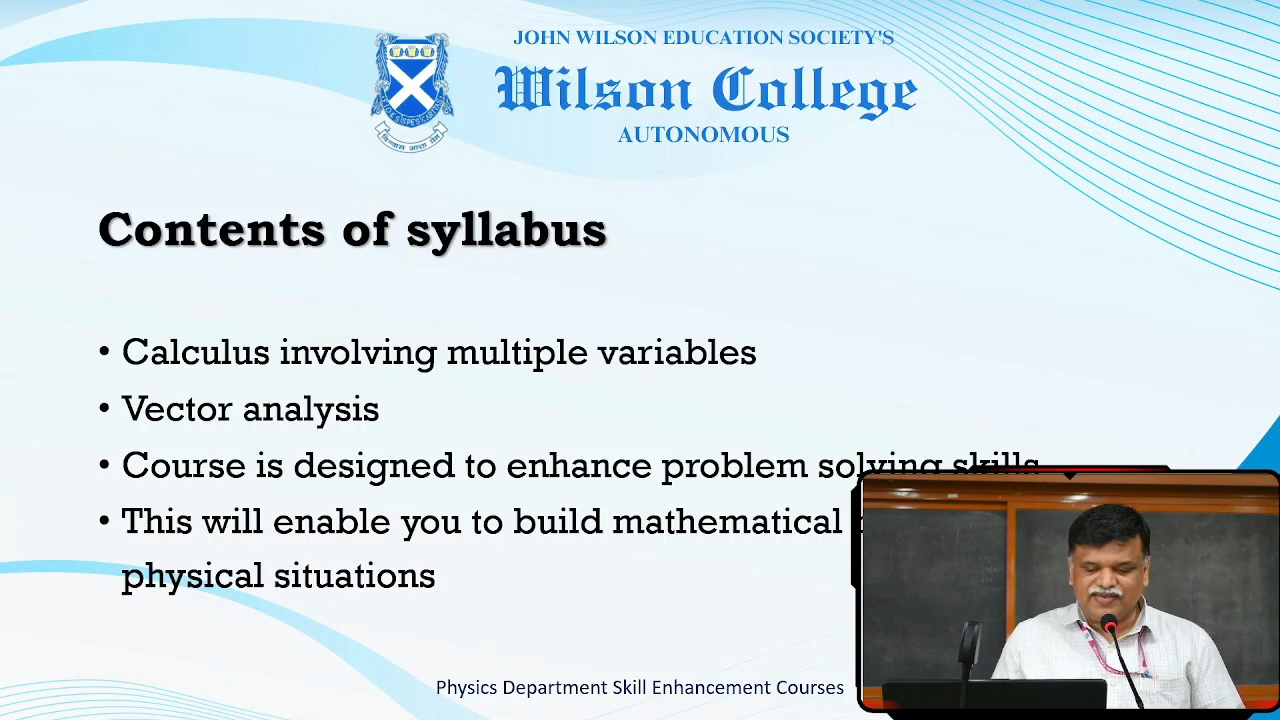 JOHN WILSON EDUCATION SOCIETY'S
Wilson College
AUTONOMOUS
Contents of syllabus
• Calculus involving multiple variables
• Vector analysis
• Course is designed to enhance problem solving skills
• This will enable you to build mathematical
physical situations
Physics Department Skill Enhancement Courses